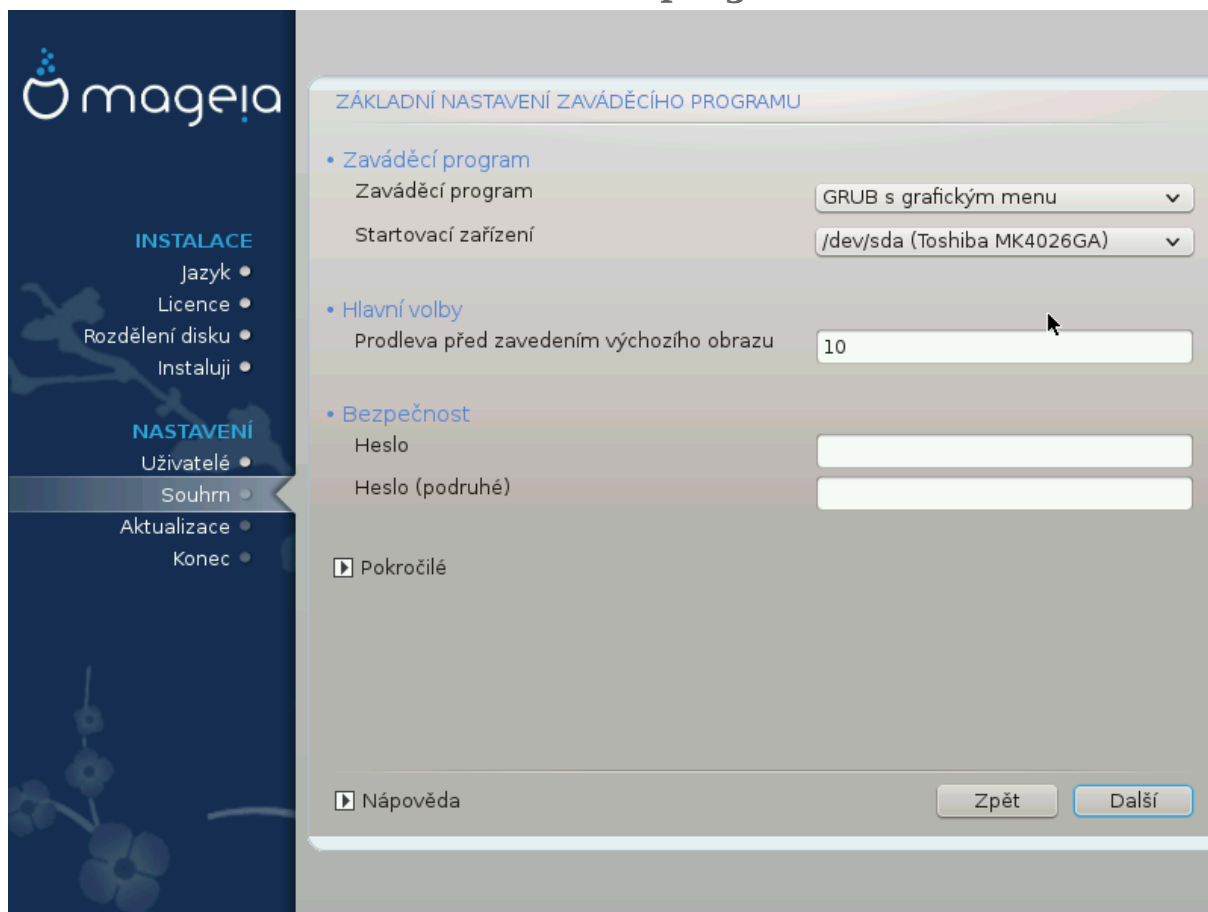 mageia
INSTALACE
Jazyk
Licence
Rozdělení disku
Instaluji
NASTAVENÍ
Uživatelé
Souhrn
Aktualizace
Konec
ZÁKLADNÍ NASTAVENÍ ZAVÁDĚCÍHO PROGRAMU
• Zaváděcí program
Zaváděcí program
GRUB s grafickým menu
Startovací zařízení
/dev/sda (Toshiba MK4026GA)
• Hlavní volby
Prodleva před zavedením výchozího obrazu
10
• Bezpečnost
Heslo
Heslo (podruhé)
Pokročilé
Nápověda
Zpět
Další